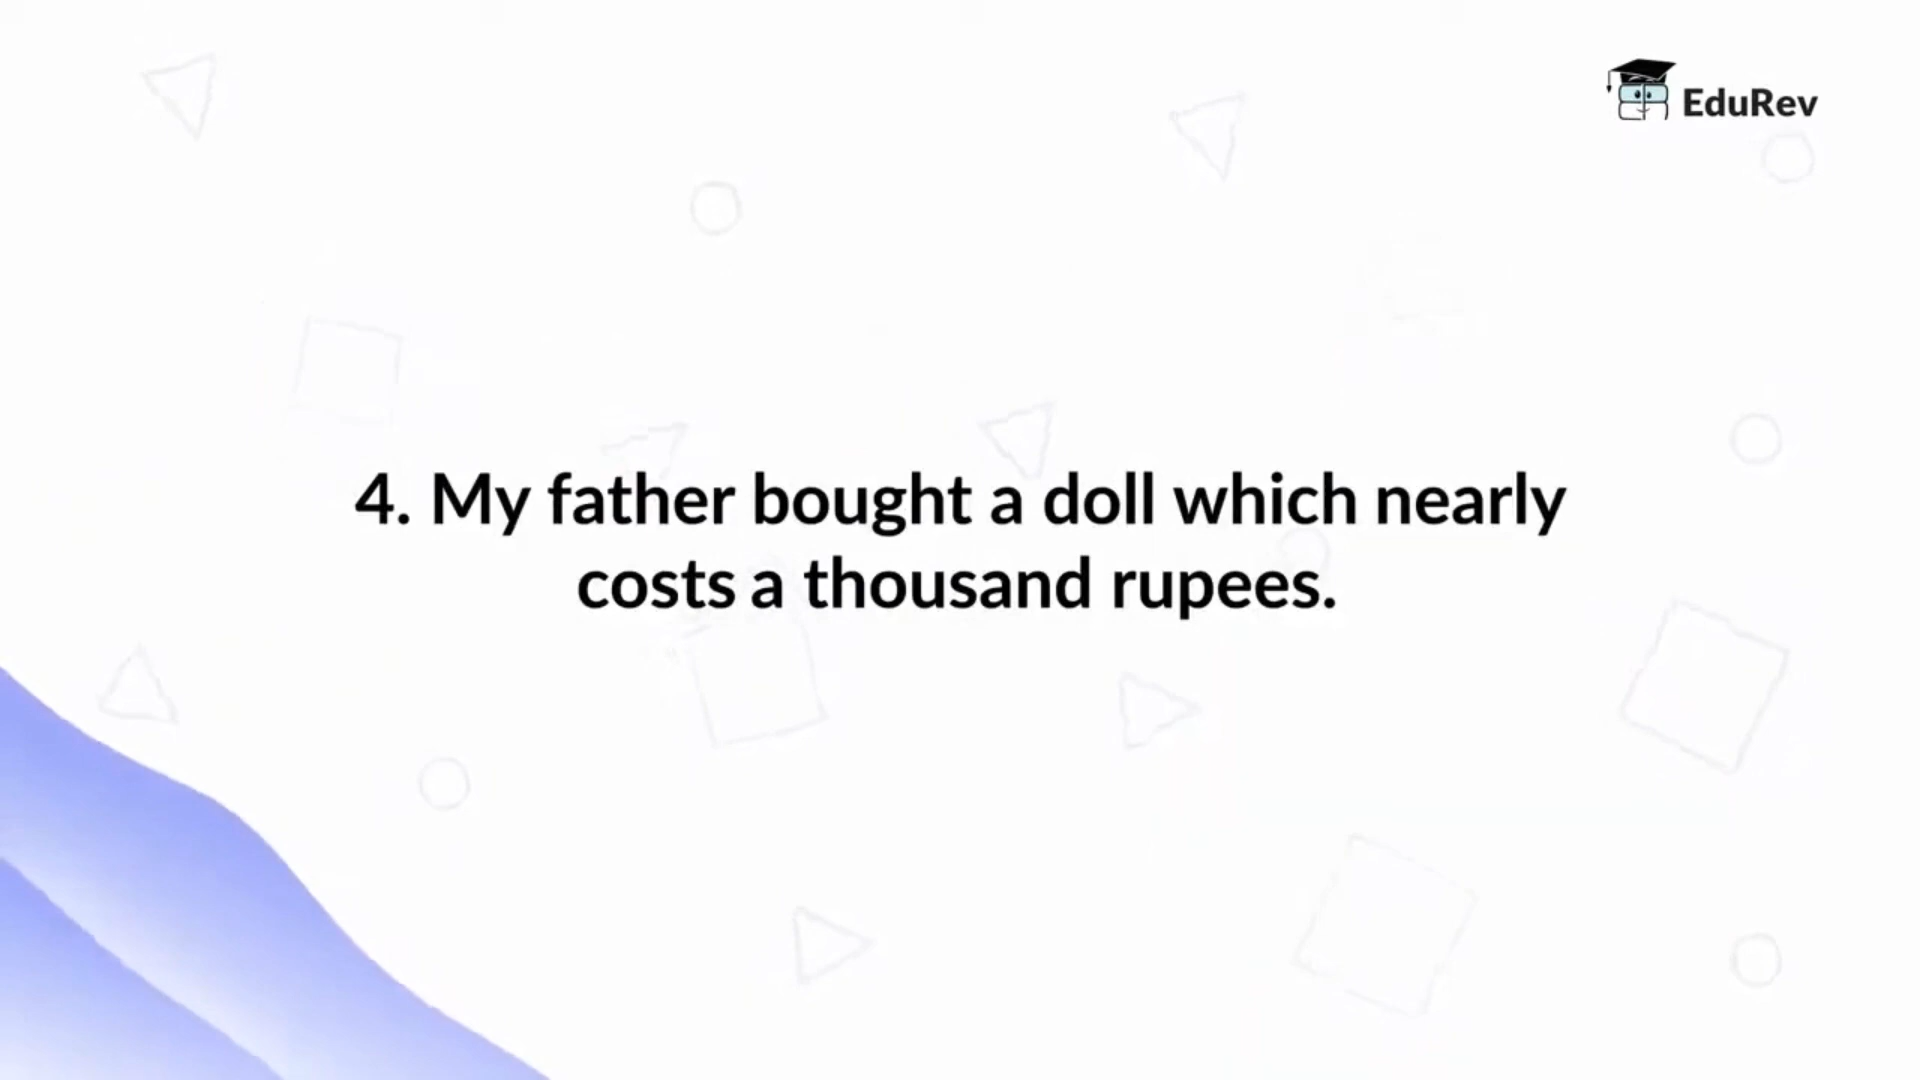 EduRev
4. My father bought a doll which nearly
costs a thousand rupees.